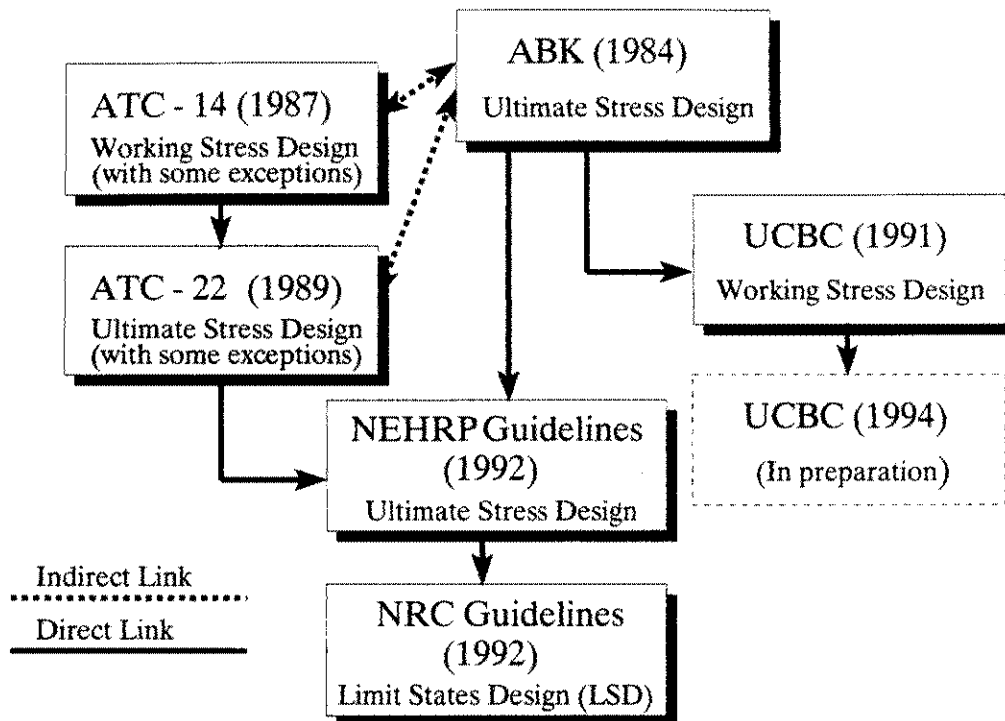 ABK (1984)
Ultimate Stress Design
ATC - 14 (1987)
Working Stress Design
(with some exceptions)
UCBC (1991)
Working Stress Design
ATC - 22 (1989)
Ultimate Stress Design
(with some exceptions)
UCBC (1994)
(In preparation)
NEHRP Guidelines
(1992)
Ultimate Stress Design
Indirect Link
Direct Link
NRC Guidelines
(1992)
Limit States Design (LSD)